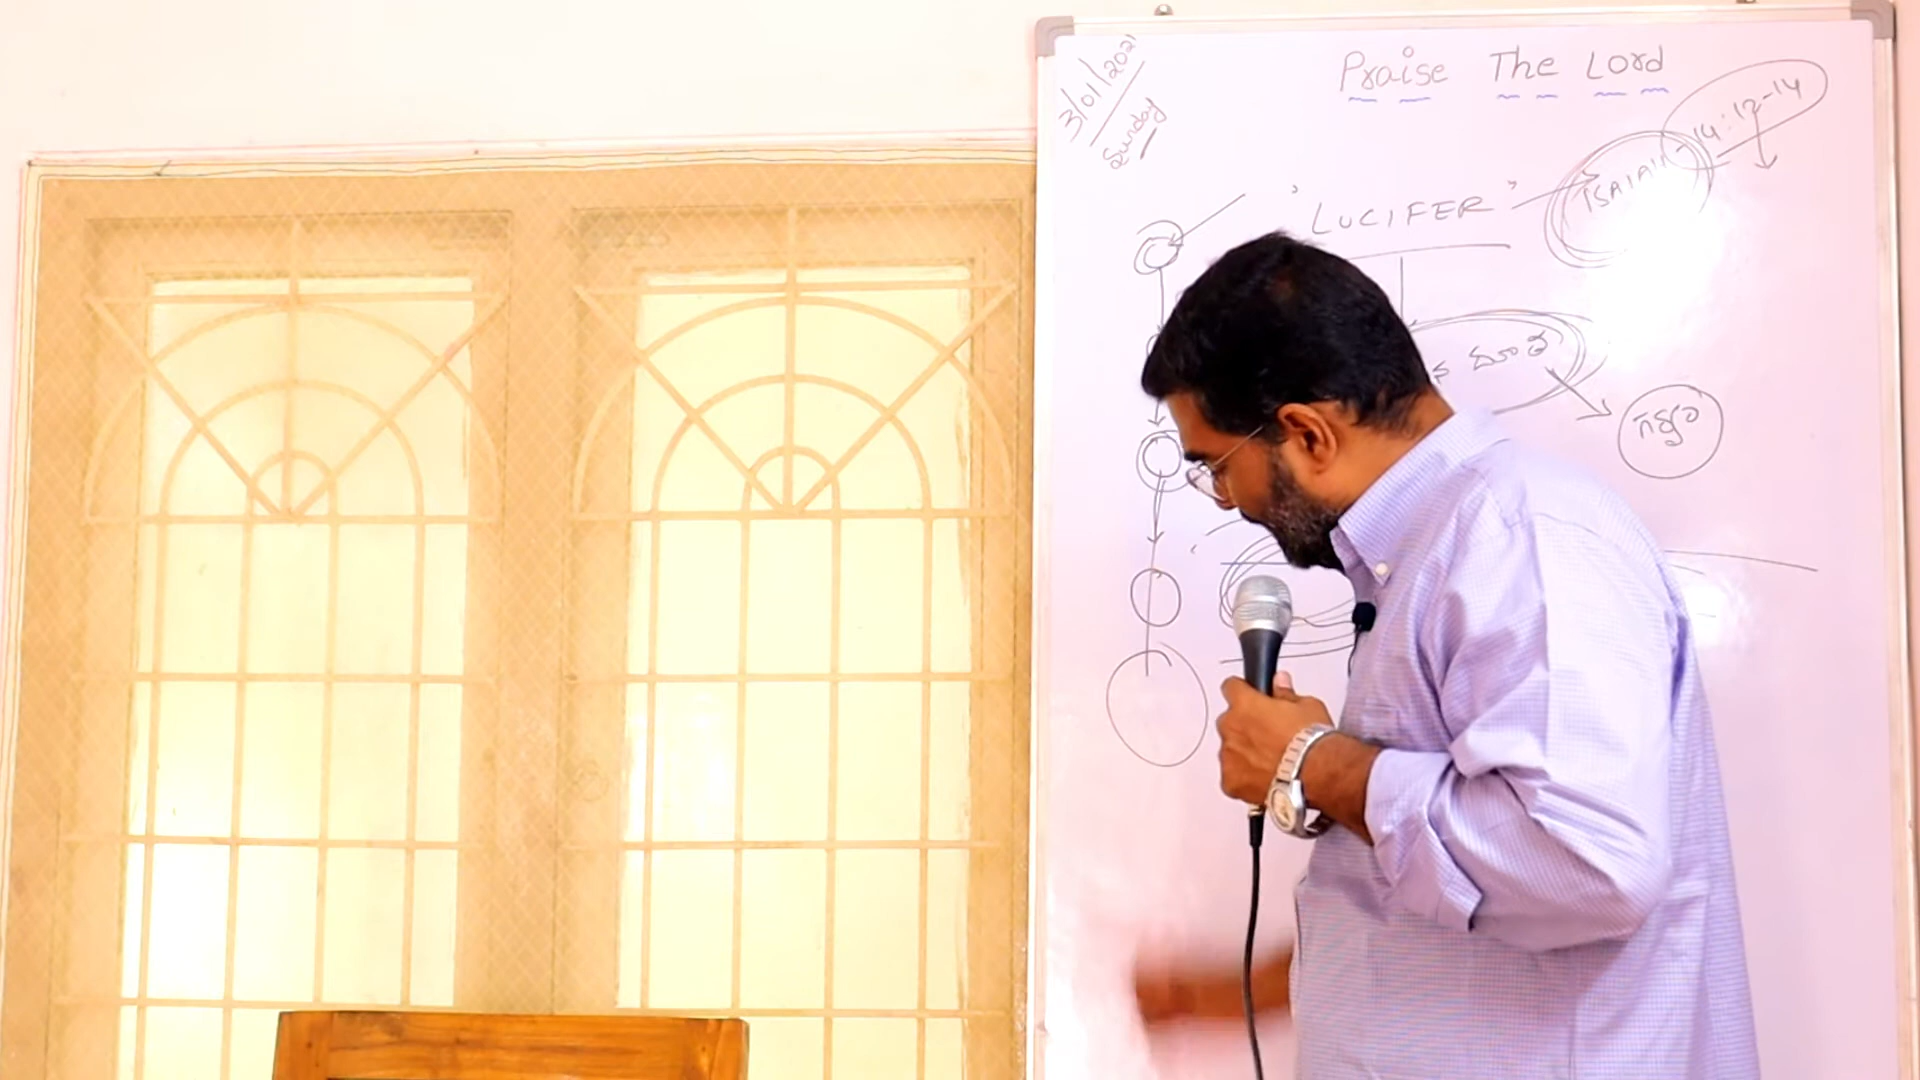 3/01/2021
Sunday
Praise The Lord
14:12-14
"LUCIFER"
ISAIAH
దూత
గర్వం